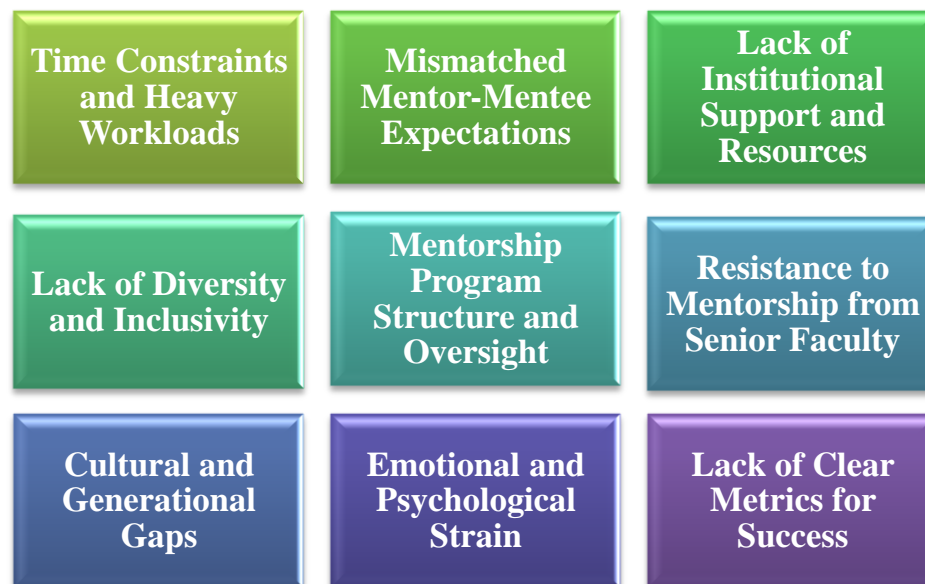 Time Constraints
and Heavy
Workloads
Mismatched
Mentor-Mentee
Expectations
Lack of
Institutional
Support and
Resources
Lack of Diversity
and Inclusivity
Mentorship
Program
Structure and
Oversight
Resistance to
Mentorship from
Senior Faculty
Cultural and
Generational
Gaps
Emotional and
Psychological
Strain
Lack of Clear
Metrics for
Success